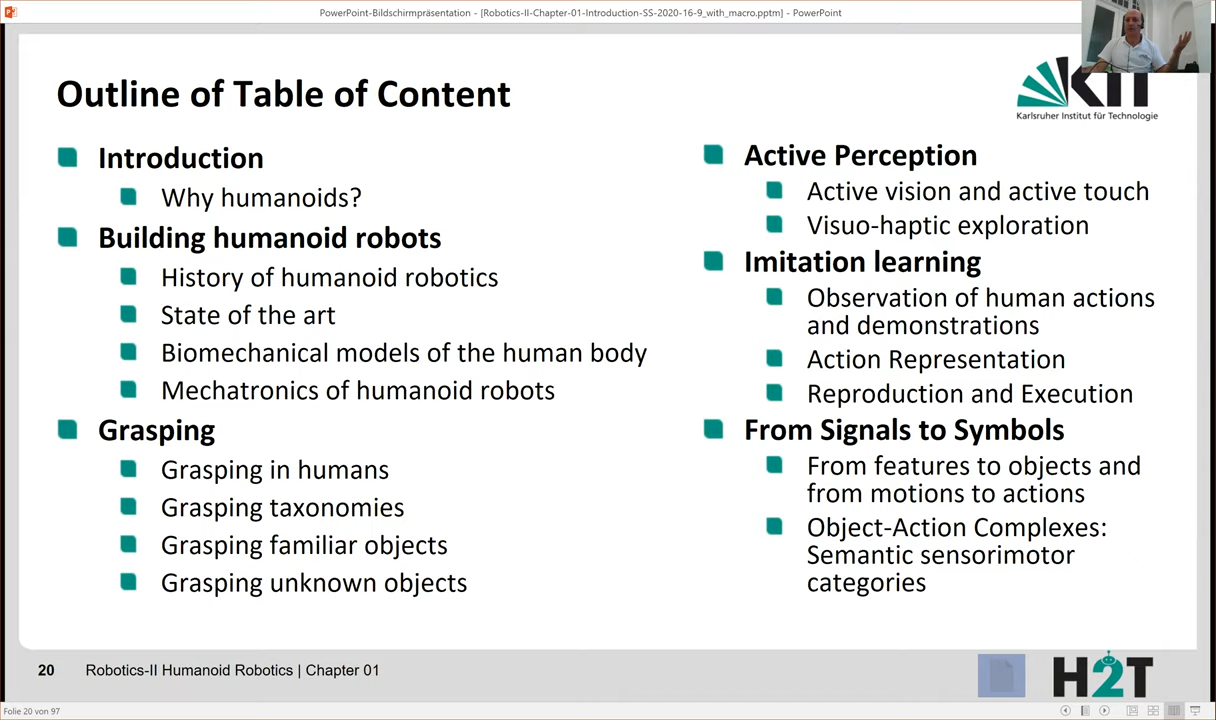 PowerPoint-Bildschirmpräsentation - [Robotics-II-Chapter-01-Introduction-SS-2020-16-9_with_macro.pptm] - PowerPoint
Outline of Table of Content
KIT
Karlsruher Institut für Technologie
Introduction
Why humanoids?
Building humanoid robots
History of humanoid robotics
State of the art
Biomechanical models of the human body
Mechatronics of humanoid robots
Grasping
Grasping in humans
Grasping taxonomies
Grasping familiar objects
Grasping unknown objects
Active Perception
Active vision and active touch
Visuo-haptic exploration
Imitation learning
Observation of human actions
and demonstrations
Action Representation
Reproduction and Execution
From Signals to Symbols
From features to objects and
from motions to actions
Object-Action Complexes:
Semantic sensorimotor
categories
20 Robotics-II Humanoid Robotics | Chapter 01
H2T
Folie 20 von 97